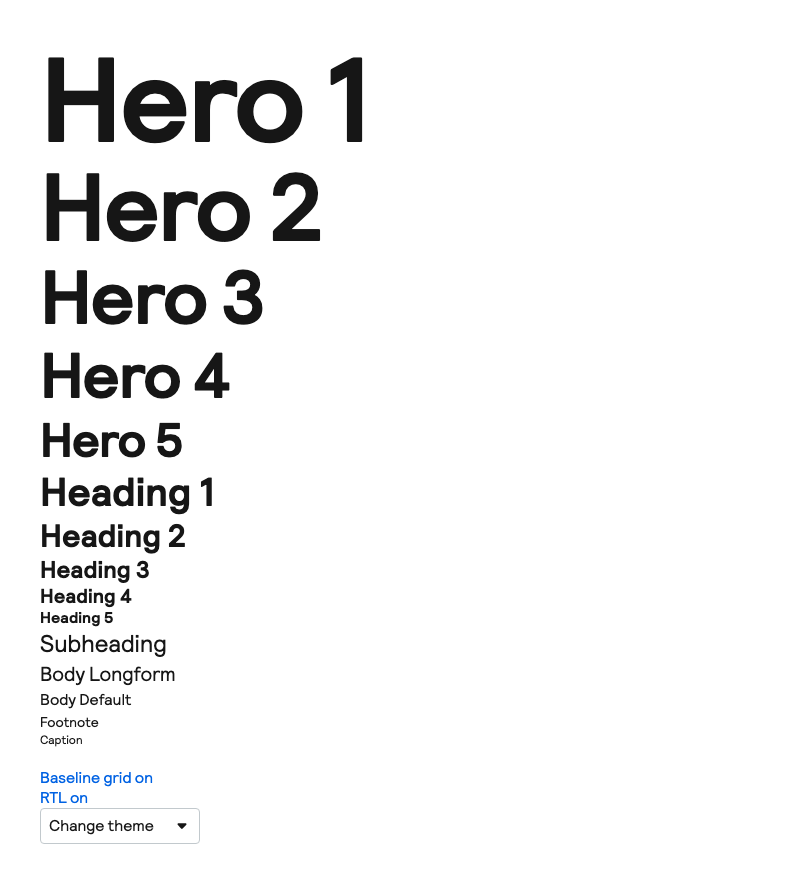 Hero 1
Hero 2
Hero 3
Hero 4
Hero 5
Heading 1
Heading 2
Heading 3
Heading 4
Heading 5
Subheading
Body Longform
Body Default
Footnote
Caption
Baseline grid on
RTL on
Change theme